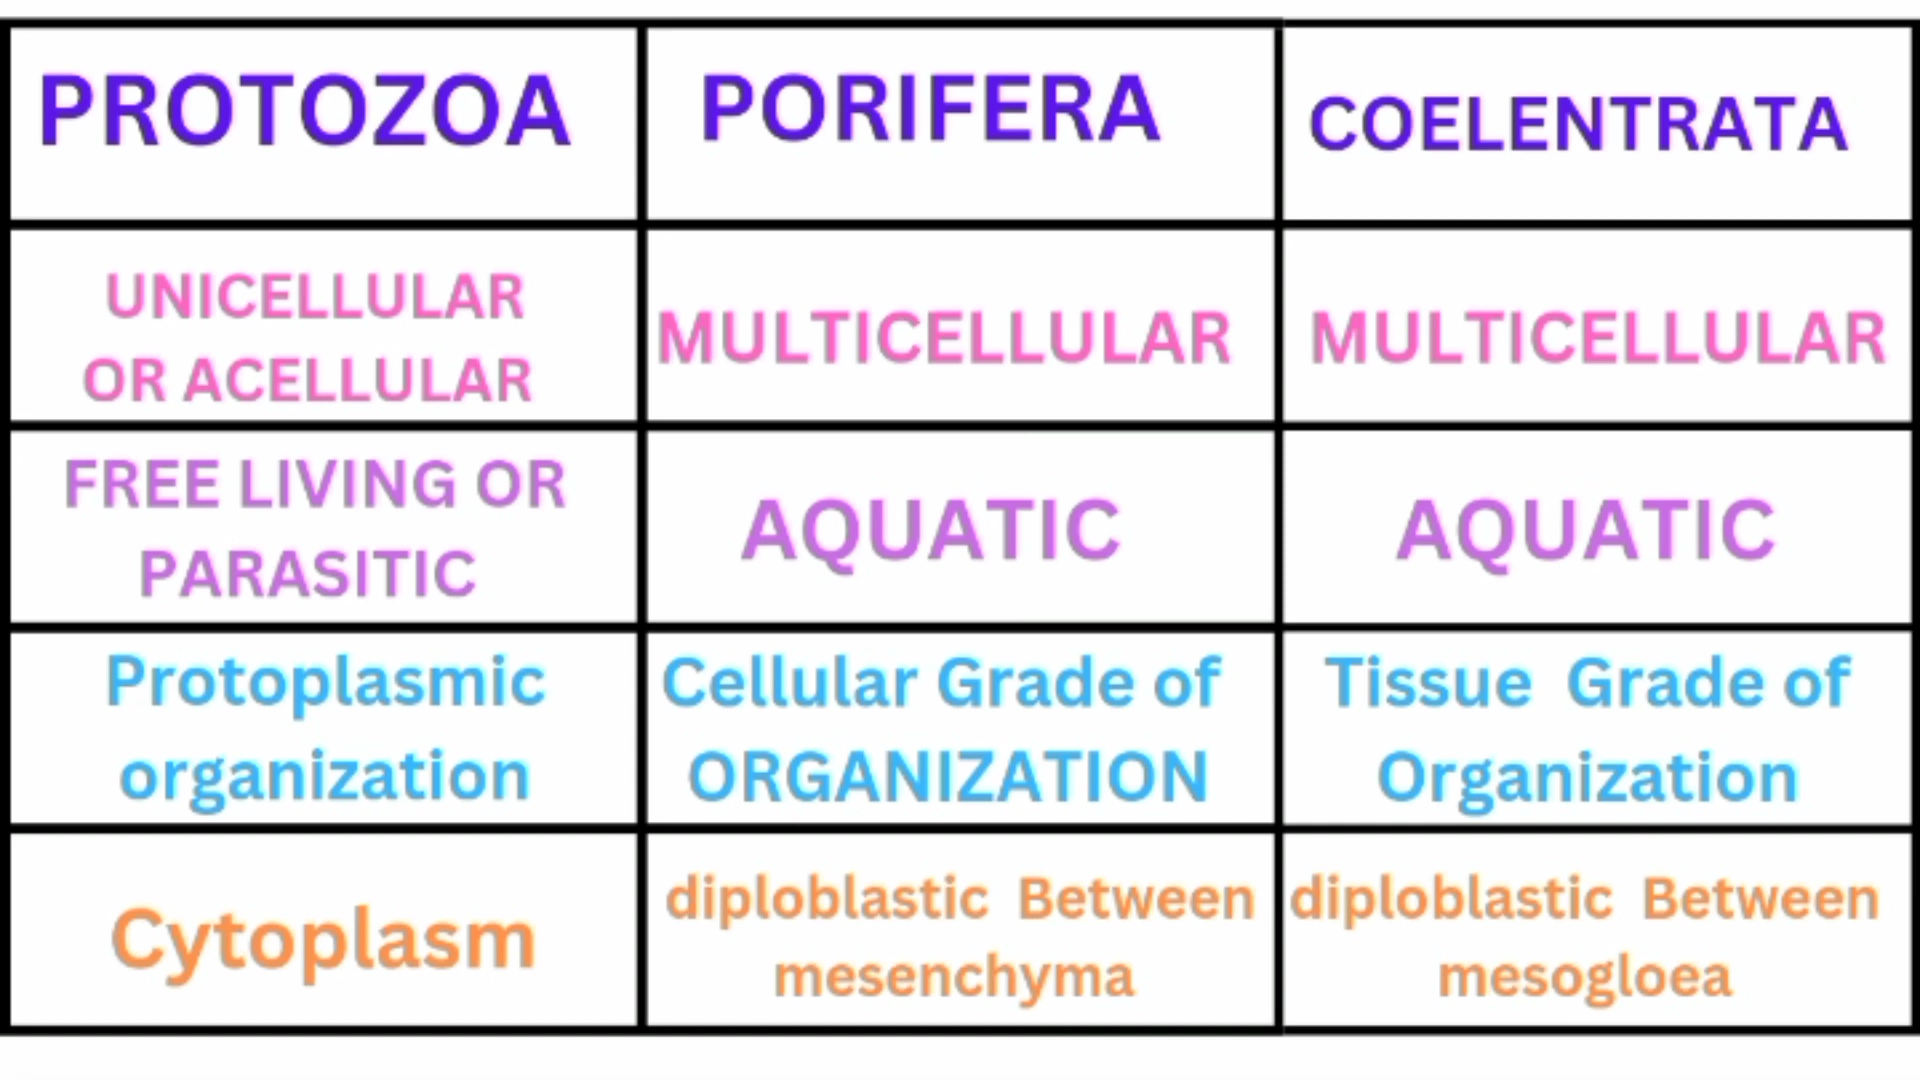 PROTOZOA
PORIFERA
COELENTRATA
UNICELLULAR
OR ACELLULAR
MULTICELLULAR
MULTICELLULAR
FREE LIVING OR
PARASITIC
AQUATIC
AQUATIC
Protoplasmic
organization
Cellular Grade of
ORGANIZATION
Tissue Grade of
Organization
Cytoplasm
diploblastic Between
mesenchyma
diploblastic Between
mesogloea